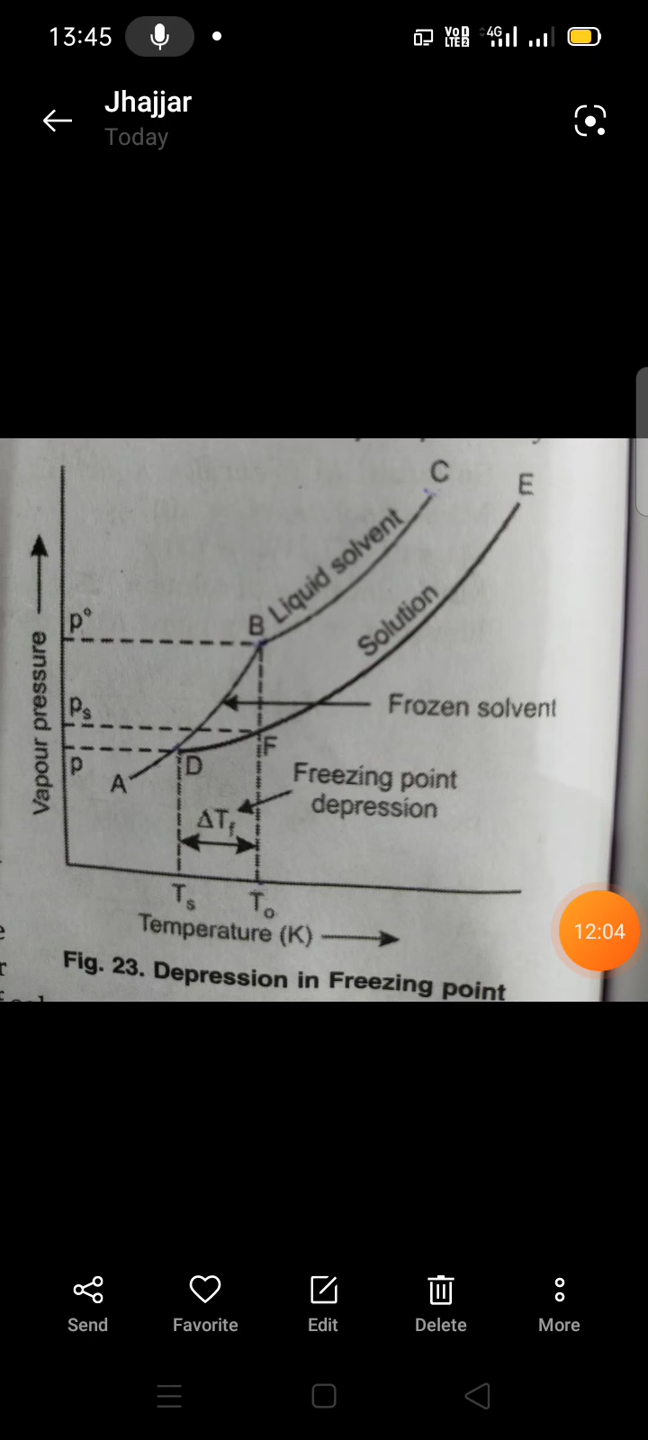 13:45
4G
Jhajjar
Today
C
E
Liquid solvent
Solution
p°
B
Vapour pressure
Frozen solvent
ps
p
F
D
A
Freezing point
depression
ΔTf
Ts
To
12:04
Temperature (K)
Fig. 23. Depression in Freezing point
Send
Favorite
Edit
Delete
More